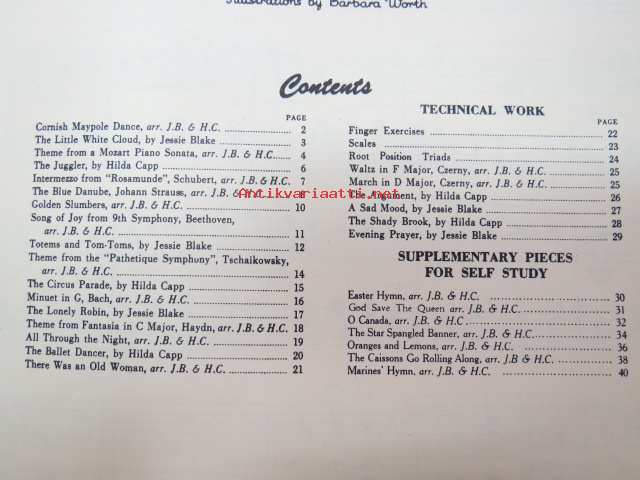 Illustrations by Barbara Worth
Contents
PAGE
Cornish Maypole Dance, arr. J.B. & H.C. 2
The Little White Cloud, by Jessie Blake 3
Theme from a Mozart Piano Sonata, arr. J.B. & H.C. 4
The Juggler, by Hilda Capp 6
Intermezzo from "Rosamunde", Schubert, arr. J.B. & H.C. 7
The Blue Danube, Johann Strauss, arr. J.B. & H.C.
Golden Slumbers, arr. J.B. & H.C. 10
Song of Joy from 9th Symphony, Beethoven,
arr. J.B. & H.C. 11
Totems and Tom-Toms, by Jessie Blake 12
Theme from the "Pathetique Symphony", Tschaikowsky,
arr. J.B. & H.C. 14
The Circus Parade, by Hilda Capp 15
Minuet in G, Bach, arr. J.B. & H.C. 16
The Lonely Robin, by Jessie Blake 17
Theme from Fantasia in C Major, Haydn, arr. J.B. & H.C. 18
All Through the Night, arr. J.B. & H.C. 19
The Ballet Dancer, by Hilda Capp 20
There Was an Old Woman, arr. J.B. & H.C. 21
TECHNICAL WORK
PAGE
Finger Exercises 22
Scales 23
Root Position Triads 24
Waltz in F Major, Czerny, arr. J.B. & H.C. 25
March in D Major, Czerny, arr. J.B. & H.C. 25
The Argument, by Hilda Capp 26
A Sad Mood, by Jessie Blake 27
The Shady Brook, by Hilda Capp 28
Evening Prayer, by Jessie Blake 29
SUPPLEMENTARY PIECES
FOR SELF STUDY
Easter Hymn, arr. J.B. & H.C. 30
God Save The Queen arr. J.B. & H.C. 31
O Canada, arr. J.B. & H.C 32
The Star Spangled Banner, arr. J.B. & H.C. 34
Oranges and Lemons, arr. J.B. & H.C. 36
The Caissons Go Rolling Along, arr. J.B. & H.C. 38
Marines' Hymn, arr. J.B. & H.C. 40
Antikvariaatti.net